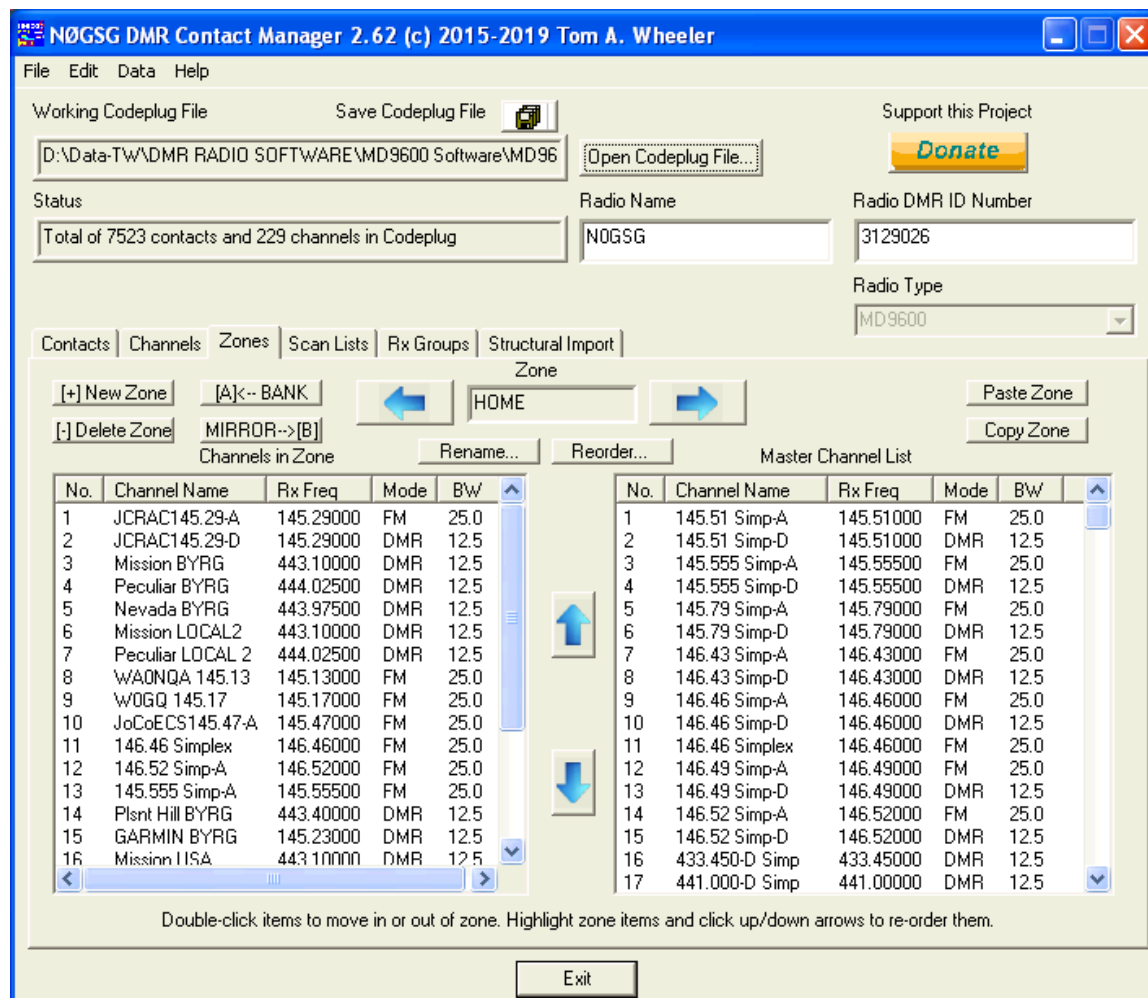 NØGSG DMR Contact Manager 2.62 (c) 2015-2019 Tom A. Wheeler
File Edit Data Help
Working Codeplug File Save Codeplug File Support this Project
D:\Data-TW\DMR RADIO SOFTWARE\MD9600 Software\MD96 Open Codeplug File... Donate
Status Radio Name Radio DMR ID Number
Total of 7523 contacts and 229 channels in Codeplug N0GSG 3129026
Radio Type
MD9600
Contacts Channels Zones Scan Lists Rx Groups Structural Import
Zone
[+] New Zone [A]<-- BANK HOME Paste Zone
[-] Delete Zone MIRROR-->[B] Copy Zone
Channels in Zone Rename... Reorder... Master Channel List
No. Channel Name Rx Freq Mode BW No. Channel Name Rx Freq Mode BW
1 JCRAC145.29-A 145.29000 FM 25.0 1 145.51 Simp-A 145.51000 FM 25.0
2 JCRAC145.29-D 145.29000 DMR 12.5 2 145.51 Simp-D 145.51000 DMR 12.5
3 Mission BYRG 443.10000 DMR 12.5 3 145.555 Simp-A 145.55500 FM 25.0
4 Peculiar BYRG 444.02500 DMR 12.5 4 145.555 Simp-D 145.55500 DMR 12.5
5 Nevada BYRG 443.97500 DMR 12.5 5 145.79 Simp-A 145.79000 FM 25.0
6 Mission LOCAL2 443.10000 DMR 12.5 6 145.79 Simp-D 145.79000 DMR 12.5
7 Peculiar LOCAL 2 444.02500 DMR 12.5 7 146.43 Simp-A 146.43000 FM 25.0
8 WA0NQA 145.13 145.13000 FM 25.0 8 146.43 Simp-D 146.43000 DMR 12.5
9 W0GQ 145.17 145.17000 FM 25.0 9 146.46 Simp-A 146.46000 FM 25.0
10 JoCoECS145.47-A 145.47000 FM 25.0 10 146.46 Simp-D 146.46000 DMR 12.5
11 146.46 Simplex 146.46000 FM 25.0 11 146.46 Simplex 146.46000 FM 25.0
12 146.52 Simp-A 146.52000 FM 25.0 12 146.49 Simp-A 146.49000 FM 25.0
13 145.555 Simp-A 145.55500 FM 25.0 13 146.49 Simp-D 146.49000 DMR 12.5
14 Plsnt Hill BYRG 443.40000 DMR 12.5 14 146.52 Simp-A 146.52000 FM 25.0
15 GARMIN BYRG 145.23000 DMR 12.5 15 146.52 Simp-D 146.52000 DMR 12.5
16 Mission USA 443.10000 DMR 12.5 16 433.450-D Simp 433.45000 DMR 12.5
17 441.000-D Simp 441.00000 DMR 12.5
Double-click items to move in or out of zone. Highlight zone items and click up/down arrows to re-order them.
Exit